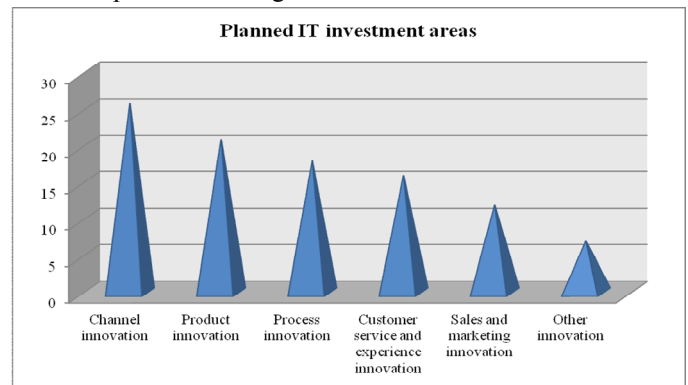 Planned IT investment areas
30
25
20
15
10
5
0
Channel
innovation
Product
innovation
Process
innovation
Customer
service and
experience
innovation
Sales and
marketing
innovation
Other
innovation